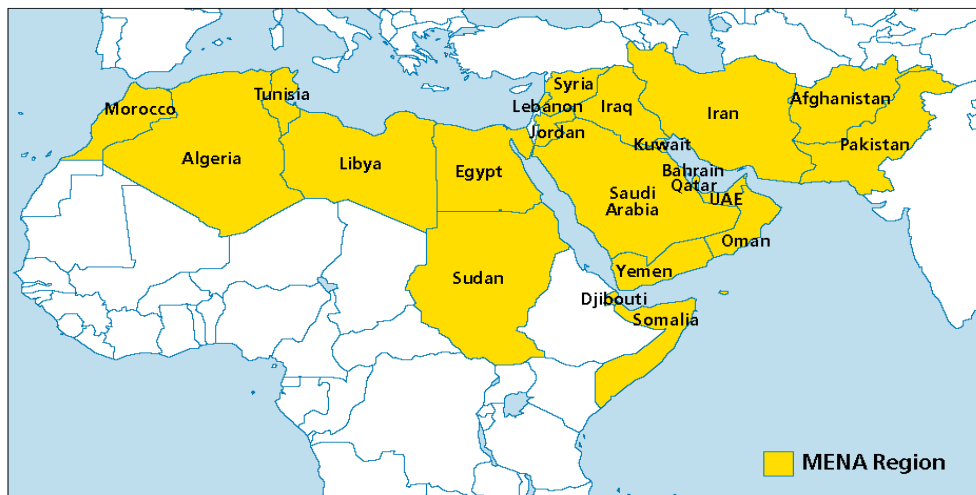 Morocco
Tunisia
Algeria
Libya
Egypt
Sudan
Syria
Lebanon
Iraq
Jordan
Iran
Afghanistan
Pakistan
Kuwait
Bahrain
Qatar
UAE
Saudi
Arabia
Oman
Yemen
Djibouti
Somalia
MENA Region